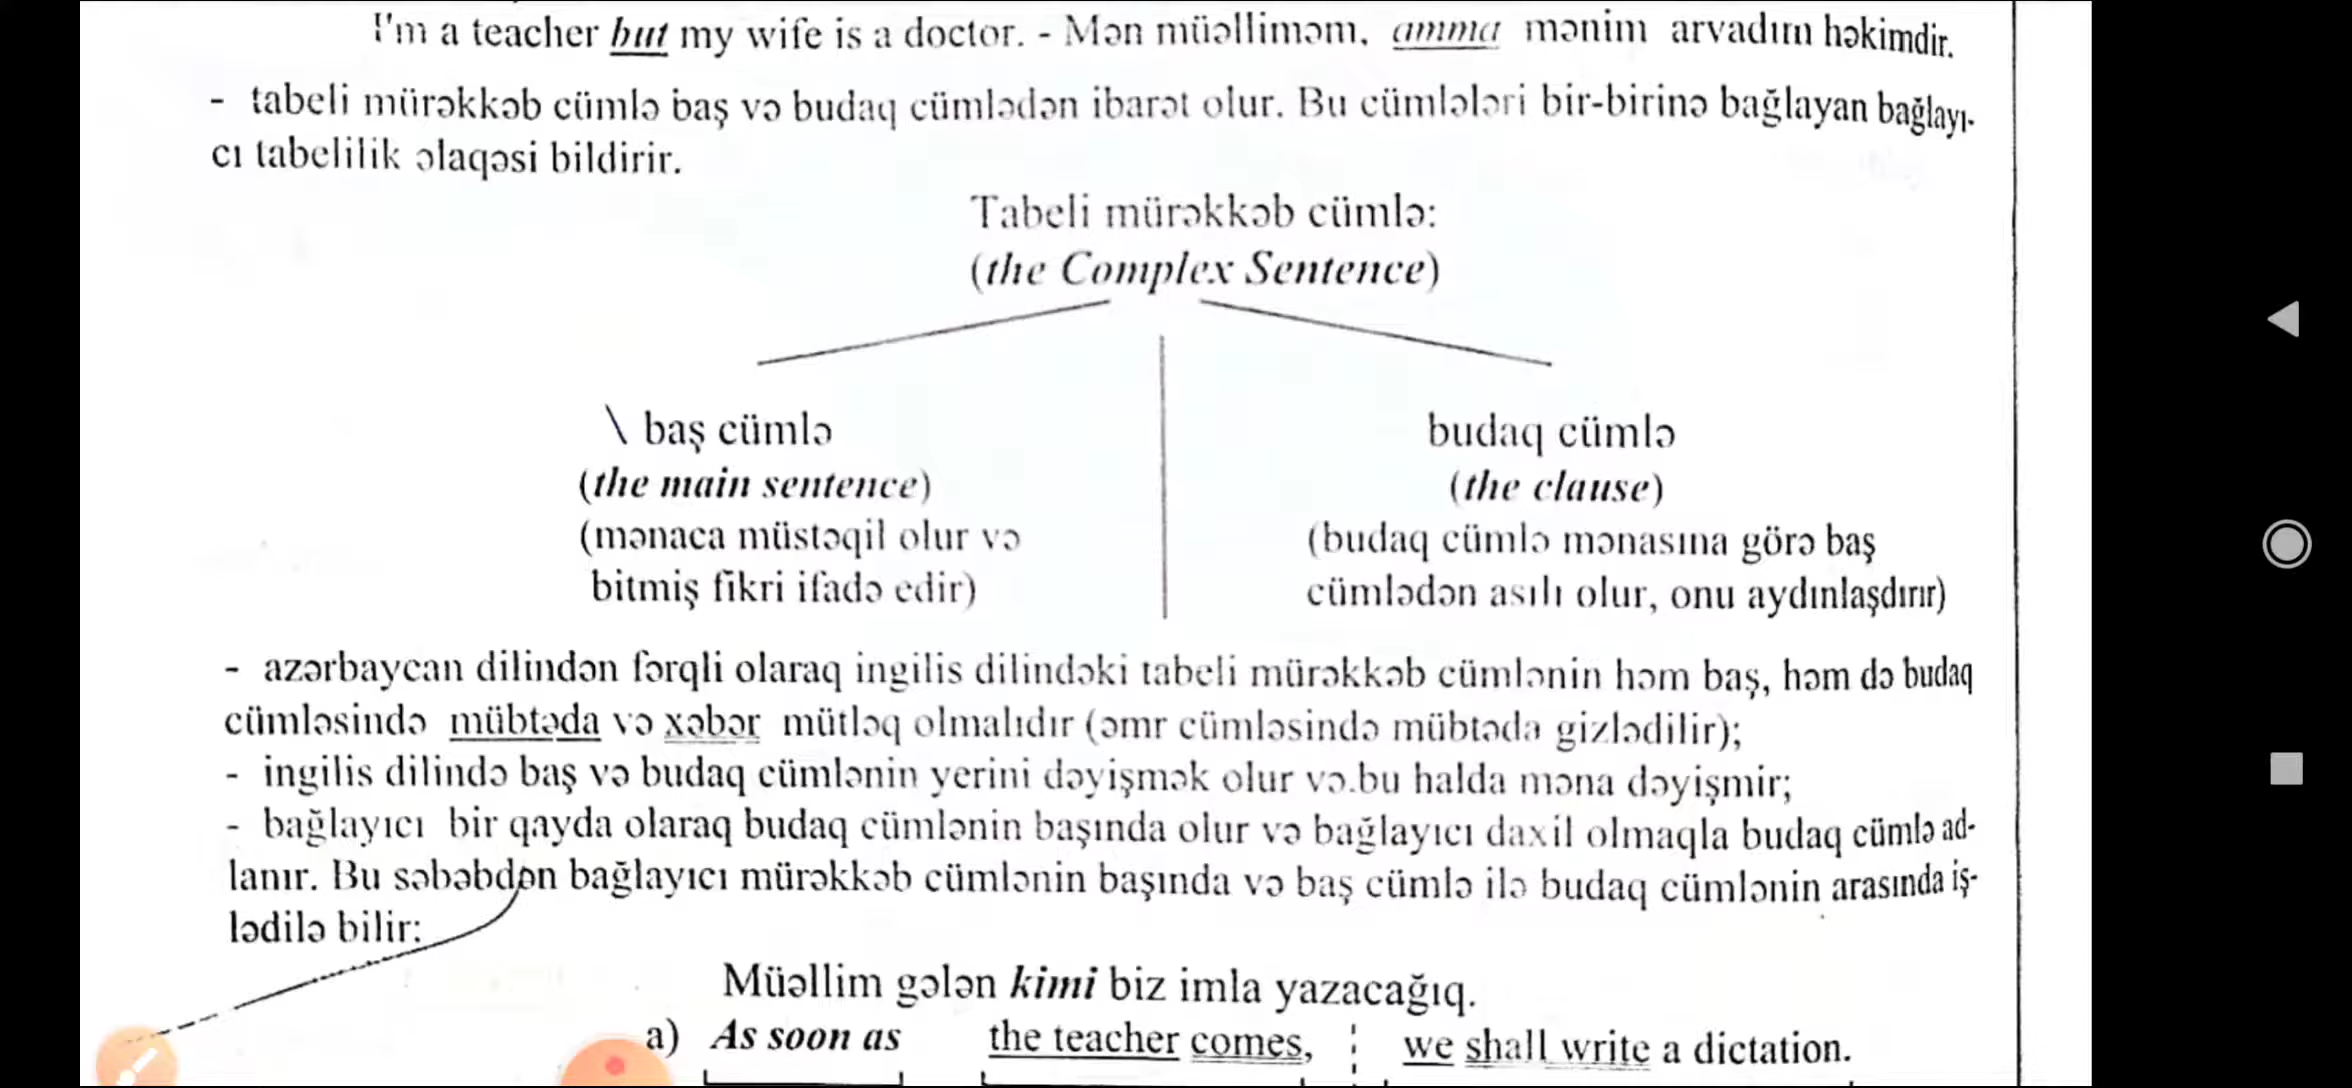 I'm a teacher but my wife is a doctor. - Mən müəlliməm, amma mənim arvadım həkimdir.
- tabeli mürəkkəb cümlə baş və budaq cümlədən ibarət olur. Bu cümlələri bir-birinə bağlayan bağlayı-
cı tabelilik əlaqəsi bildirir.
Tabeli mürəkkəb cümlə:
(the Complex Sentence)
\ baş cümlə
(the main sentence)
(mənaca müstəqil olur və
bitmiş fikri ifadə edir)
budaq cümlə
(the clause)
(budaq cümlə mənasına görə baş
cümlədən asılı olur, onu aydınlaşdırır)
- azərbaycan dilindən fərqli olaraq ingilis dilindəki tabeli mürəkkəb cümlənin həm baş, həm də budaq
cümləsində mübtəda və xəbər mütləq olmalıdır (əmr cümləsində mübtəda gizlədilir);
- ingilis dilində baş və budaq cümlənin yerini dəyişmək olur və.bu halda məna dəyişmir;
- bağlayıcı bir qayda olaraq budaq cümlənin başında olur və bağlayıcı daxil olmaqla budaq cümlə ad-
lanır. Bu səbəbdən bağlayıcı mürəkkəb cümlənin başında və baş cümlə ilə budaq cümlənin arasında iş-
lədilə bilir:
Müəllim gələn kimi biz imla yazacağıq.
a) As soon as the teacher comes, we shall write a dictation.